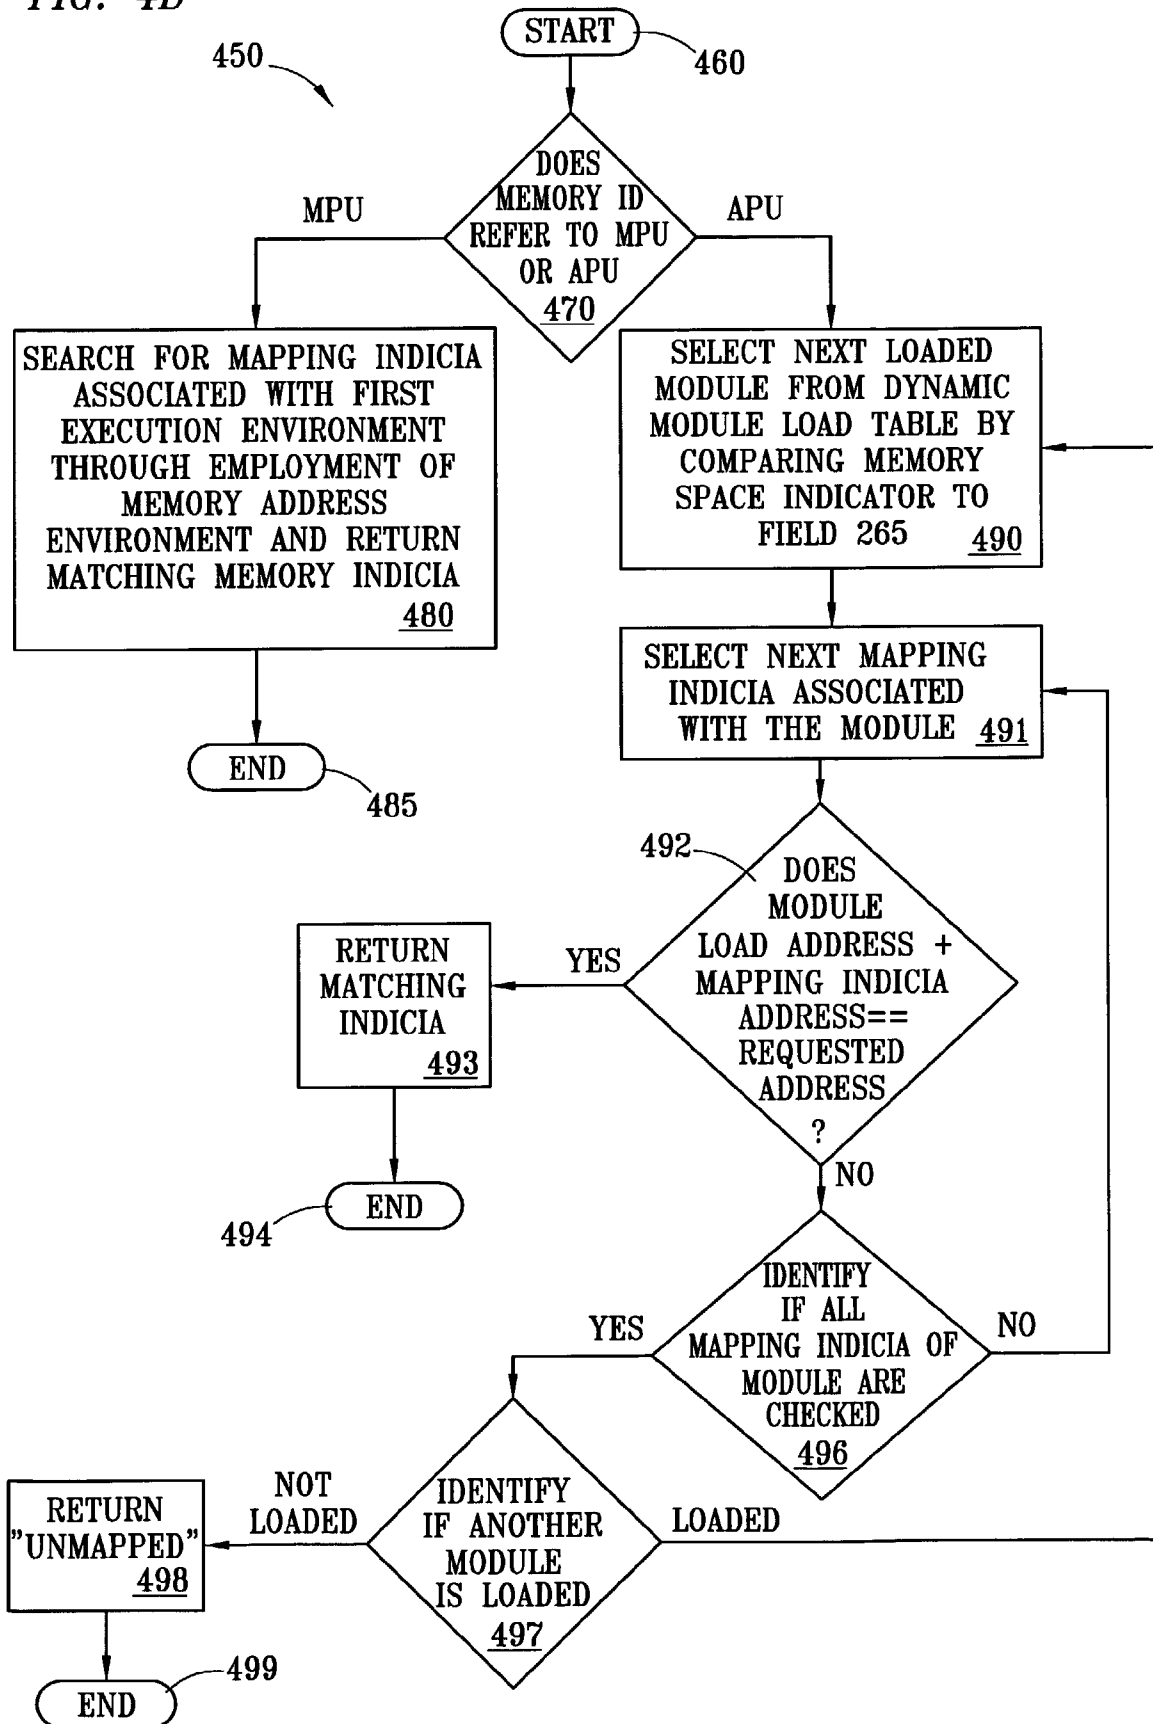 FIG. 4B
START
460
450
DOES
MEMORY ID
REFER TO MPU
OR APU
470
MPU
APU
SEARCH FOR MAPPING INDICIA
ASSOCIATED WITH FIRST
EXECUTION ENVIRONMENT
THROUGH EMPLOYMENT OF
MEMORY ADDRESS
ENVIRONMENT AND RETURN
MATCHING MEMORY INDICIA
480
END
485
SELECT NEXT LOADED
MODULE FROM DYNAMIC
MODULE LOAD TABLE BY
COMPARING MEMORY
SPACE INDICATOR TO
FIELD 265
490
SELECT NEXT MAPPING
INDICIA ASSOCIATED
WITH THE MODULE
491
492
DOES
MODULE
LOAD ADDRESS +
MAPPING INDICIA
ADDRESS==
REQUESTED
ADDRESS
?
YES
RETURN
MATCHING
INDICIA
493
END
494
NO
IDENTIFY
IF ALL
MAPPING INDICIA OF
MODULE ARE
CHECKED
496
YES
NO
IDENTIFY
IF ANOTHER
MODULE
IS LOADED
497
NOT
LOADED
LOADED
RETURN
"UNMAPPED"
498
END
499